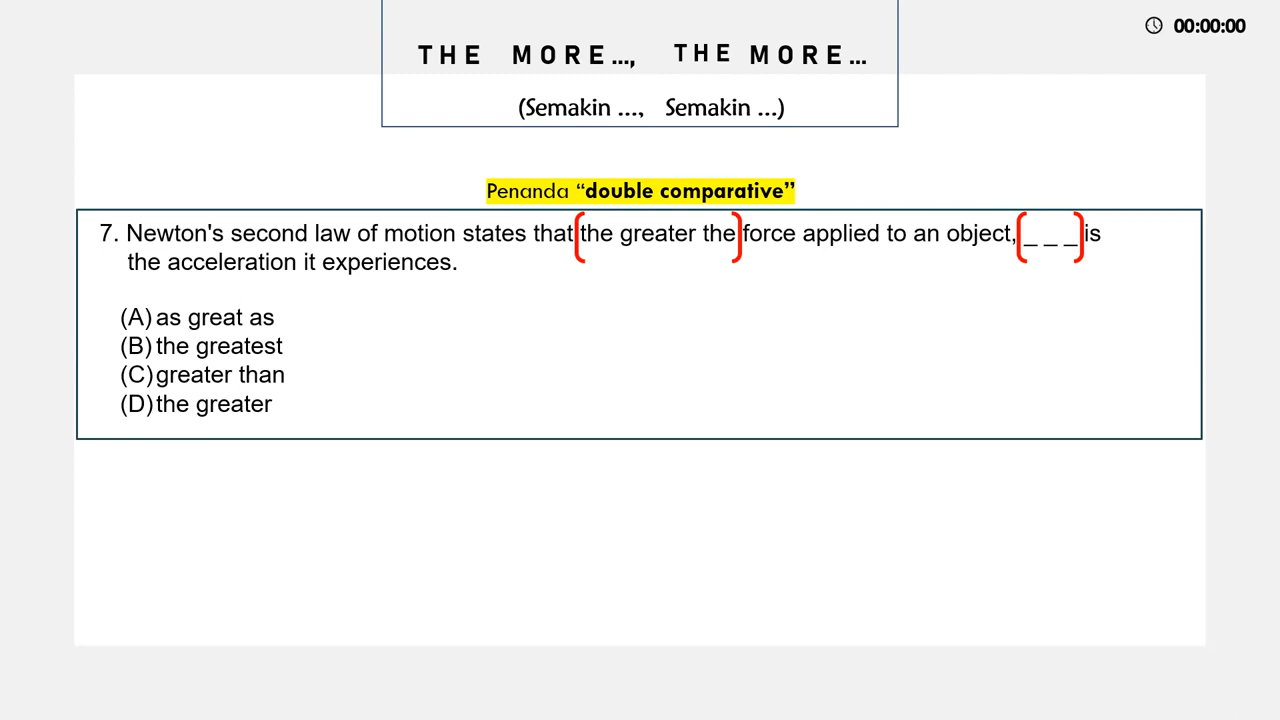 00:00:00
THE MORE..., THE MORE...
(Semakin ..., Semakin ...)
Penanda “double comparative”
7. Newton's second law of motion states that the greater the force applied to an object, _ _ _ is
the acceleration it experiences.
(A) as great as
(B) the greatest
(C) greater than
(D) the greater